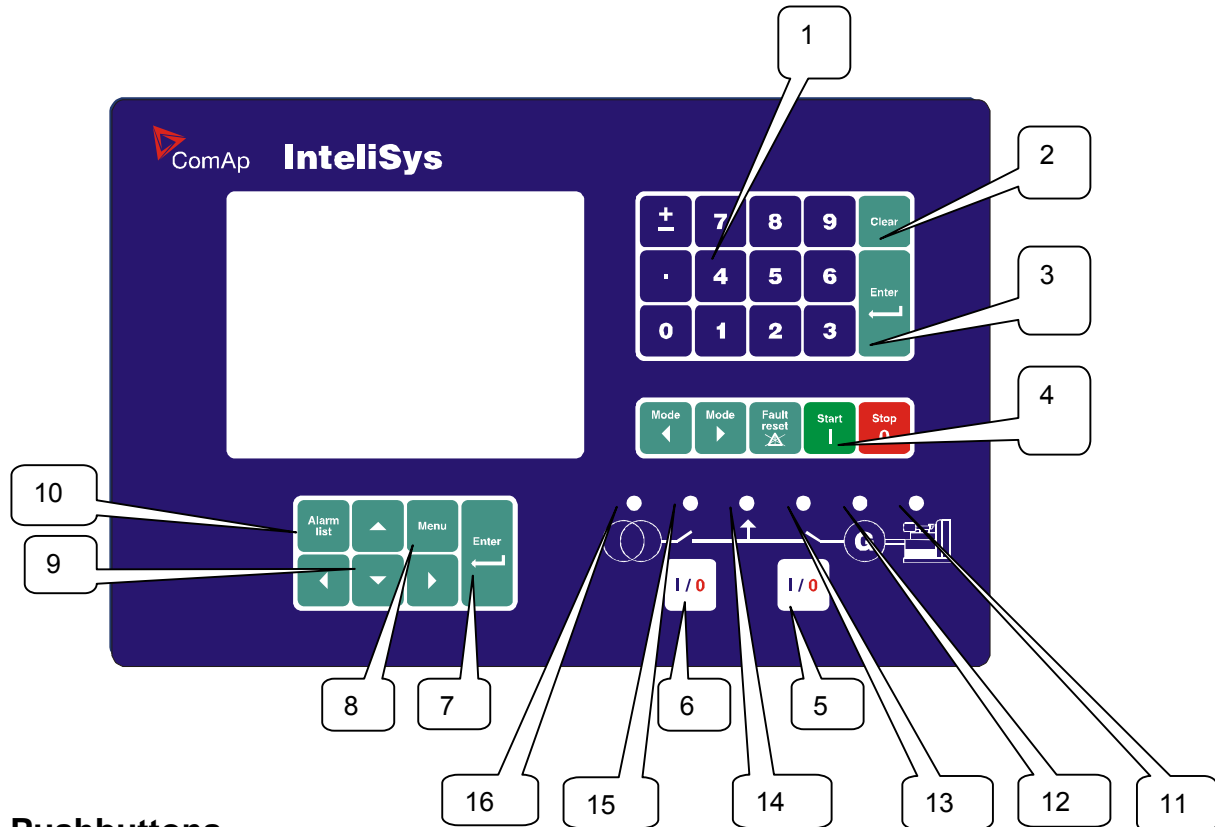 1
ComAp InteliSys
2
± 7 8 9 Clear
3
. 4 5 6 Enter
0 1 2 3
4
Mode Mode Fault reset Start I Stop 0
10
Alarm list Menu Enter
9
G
I / 0 I / 0
8 7 6 5
16 15 14 13 12 11
Pushbuttons